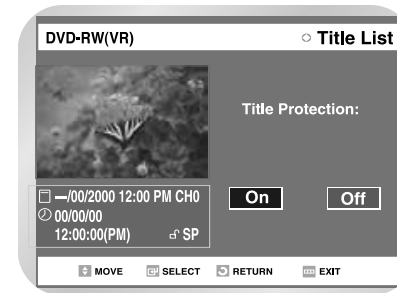 DVD-RW(VR)
Title List
Title Protection:
—/00/2000 12:00 PM CH0
00/00/00
12:00:00(PM) SP
On Off
MOVE SELECT RETURN EXIT